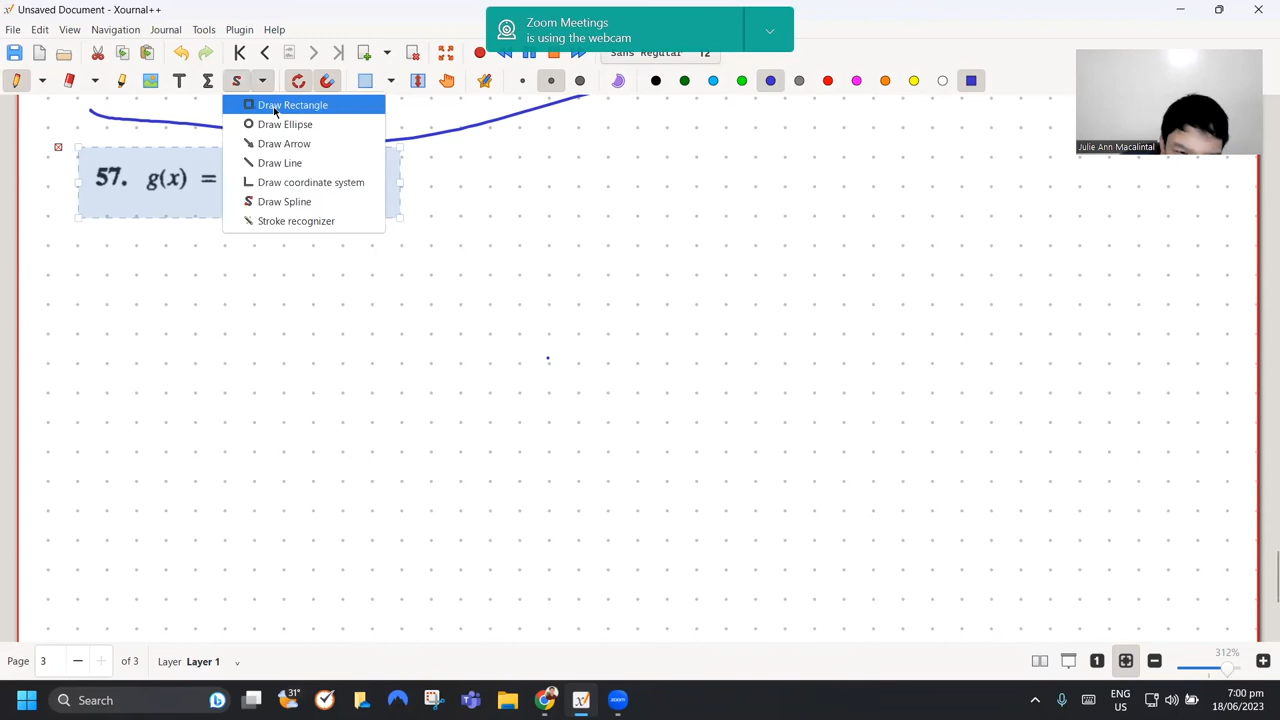 Unsaved Document - Xournal++
Zoom Meetings
is using the webcam
File Edit View Navigation Journal Tools Plugin Help
Sans Regular 12
Draw Rectangle
Draw Ellipse
Draw Arrow
Draw Line
Draw coordinate system
Draw Spline
Stroke recognizer
57. g(x) =
Julie Ann Macalintal
Page 3 of 3 Layer Layer 1
312%
Search
31°
zoom
ENG
US
7:00 pm
18/06/2023